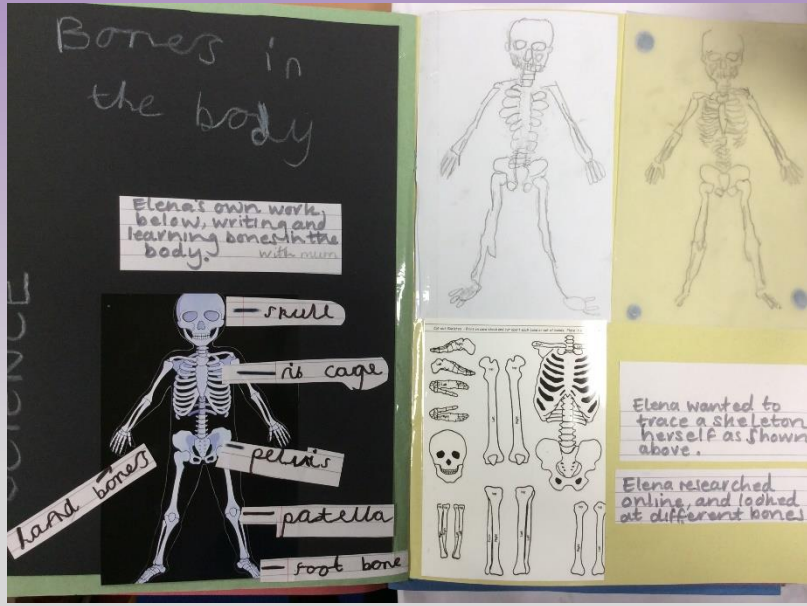 Bones in
the body
Elena's own work,
below, writing and
learning bones in the
body. with mum
SCIENCE
skull
rib cage
pelvis
hand bones
patella
foot bone
Elena wanted to
trace a skeleton
herself as shown
above.
Elena researched
online, and looked
at different bones